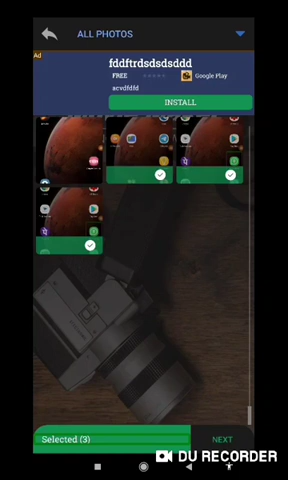 ALL PHOTOS
Ad
fddftrdsdsdsddd
FREE
Google Play
acvdfdfd
INSTALL
Selected (3)
NEXT
DU RECORDER